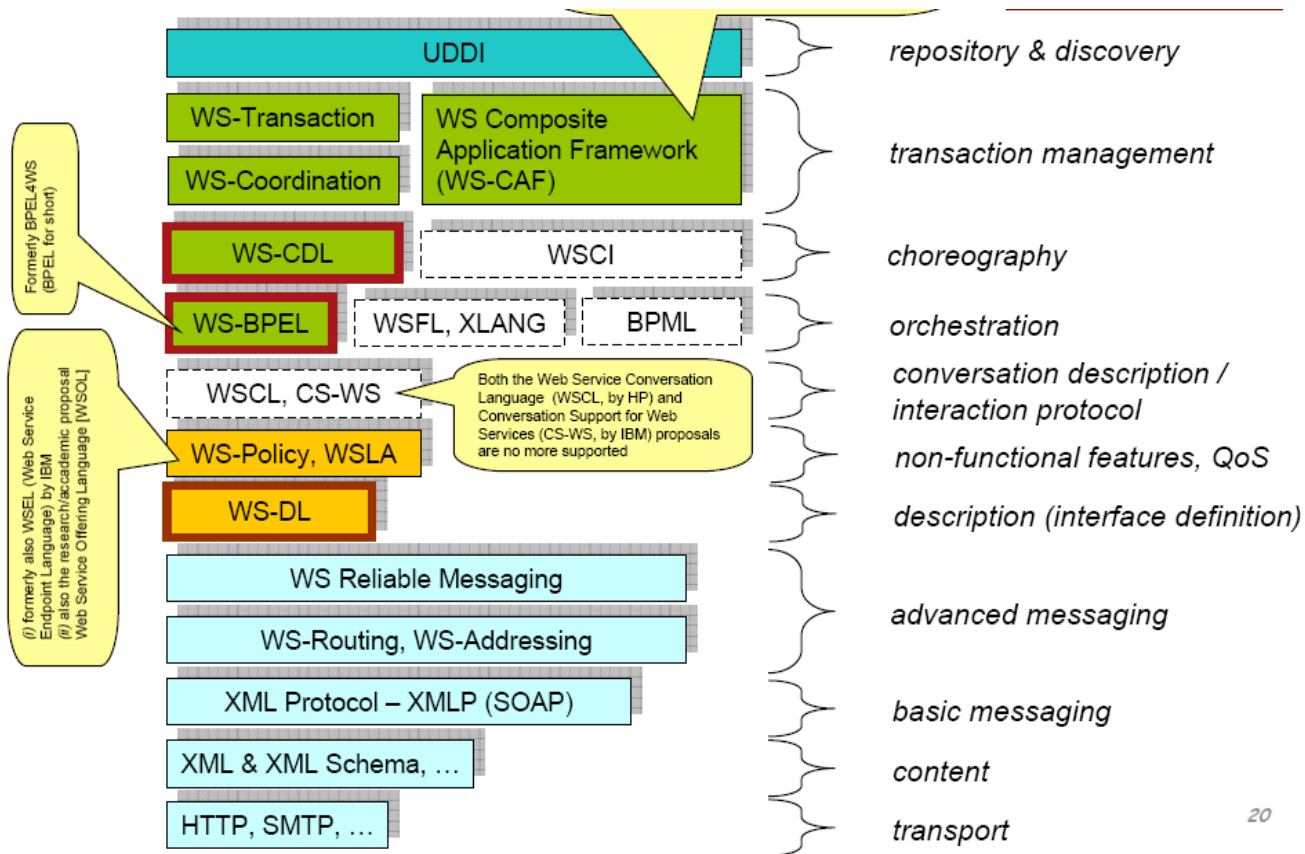 UDDI
repository & discovery
WS-Transaction
WS-Coordination
WS Composite
Application Framework
(WS-CAF)
transaction management
Formerly BPEL4WS
(BPEL for short)
WS-CDL
WSCI
choreography
WS-BPEL
WSFL, XLANG
BPML
orchestration
WSCL, CS-WS
Both the Web Service Conversation
Language (WSCL, by HP) and
Conversation Support for Web
Services (CS-WS, by IBM) proposals
are no more supported
conversation description /
interaction protocol
(i) formerly also WSEL (Web Service
Endpoint Language) by IBM
(ii) also the research/accademic proposal
Web Service Offering Language [WSOL]
WS-Policy, WSLA
non-functional features, QoS
WS-DL
description (interface definition)
WS Reliable Messaging
WS-Routing, WS-Addressing
advanced messaging
XML Protocol – XMLP (SOAP)
basic messaging
XML & XML Schema, …
content
HTTP, SMTP, …
transport
20